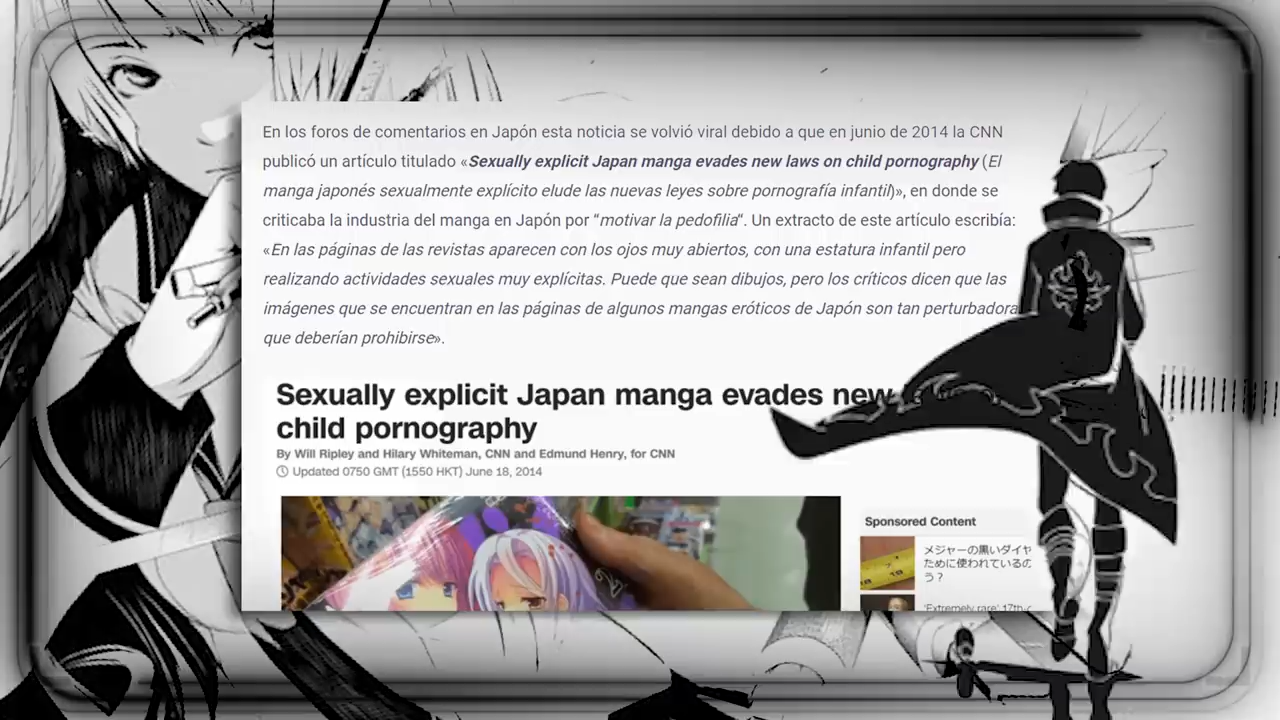 En los foros de comentarios en Japón esta noticia se volvió viral debido a que en junio de 2014 la CNN
publicó un artículo titulado «Sexually explicit Japan manga evades new laws on child pornography (El
manga japonés sexualmente explícito elude las nuevas leyes sobre pornografía infantil)», en donde se
criticaba la industria del manga en Japón por “motivar la pedofilia“. Un extracto de este artículo escribía:
«En las páginas de las revistas aparecen con los ojos muy abiertos, con una estatura infantil pero
realizando actividades sexuales muy explícitas. Puede que sean dibujos, pero los críticos dicen que las
imágenes que se encuentran en las páginas de algunos mangas eróticos de Japón son tan perturbadora
que deberían prohibirse».
Sexually explicit Japan manga evades new
child pornography
By Will Ripley and Hilary Whiteman, CNN and Edmund Henry, for CNN
Updated 0750 GMT (1550 HKT) June 18, 2014
Sponsored Content
メジャーの黒いダイヤ
ために使われているの
う？
'Extremely rare' 17th-c